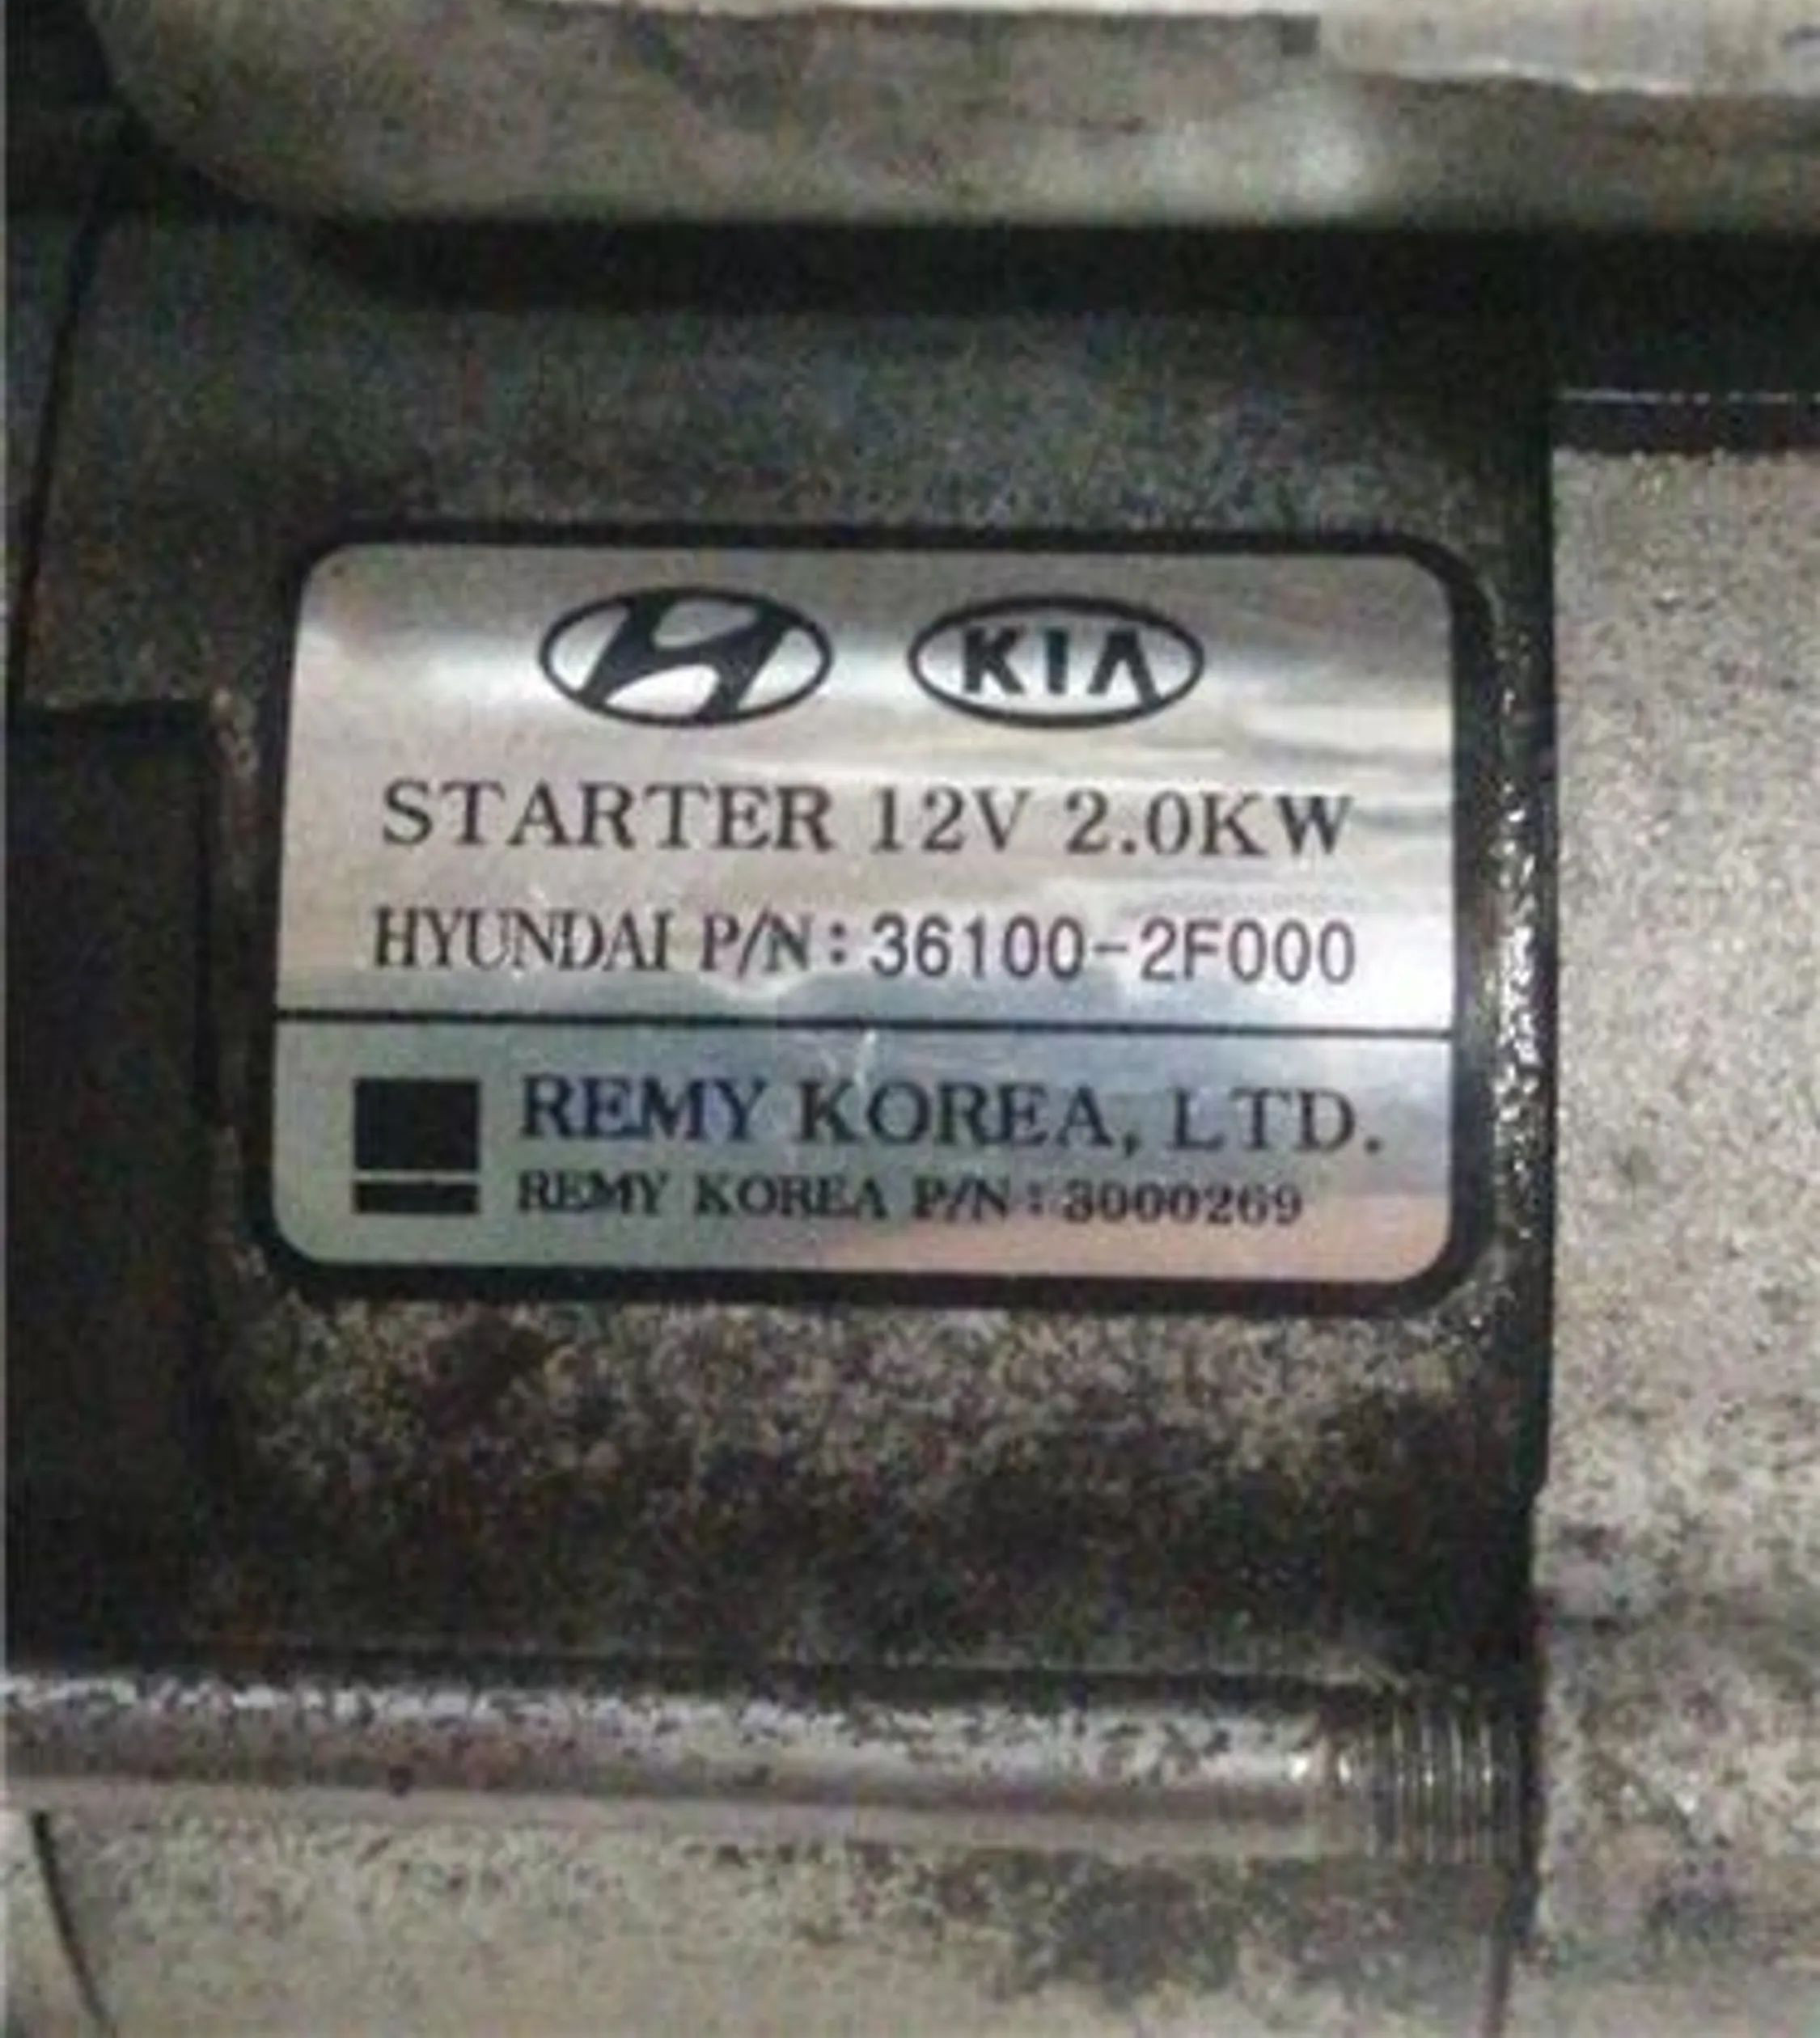 KIA
STARTER 12V 2.0KW
HYUNDAI P/N: 36100-2F000
REMY KOREA, LTD.
REMY KOREA P/N: 3000269